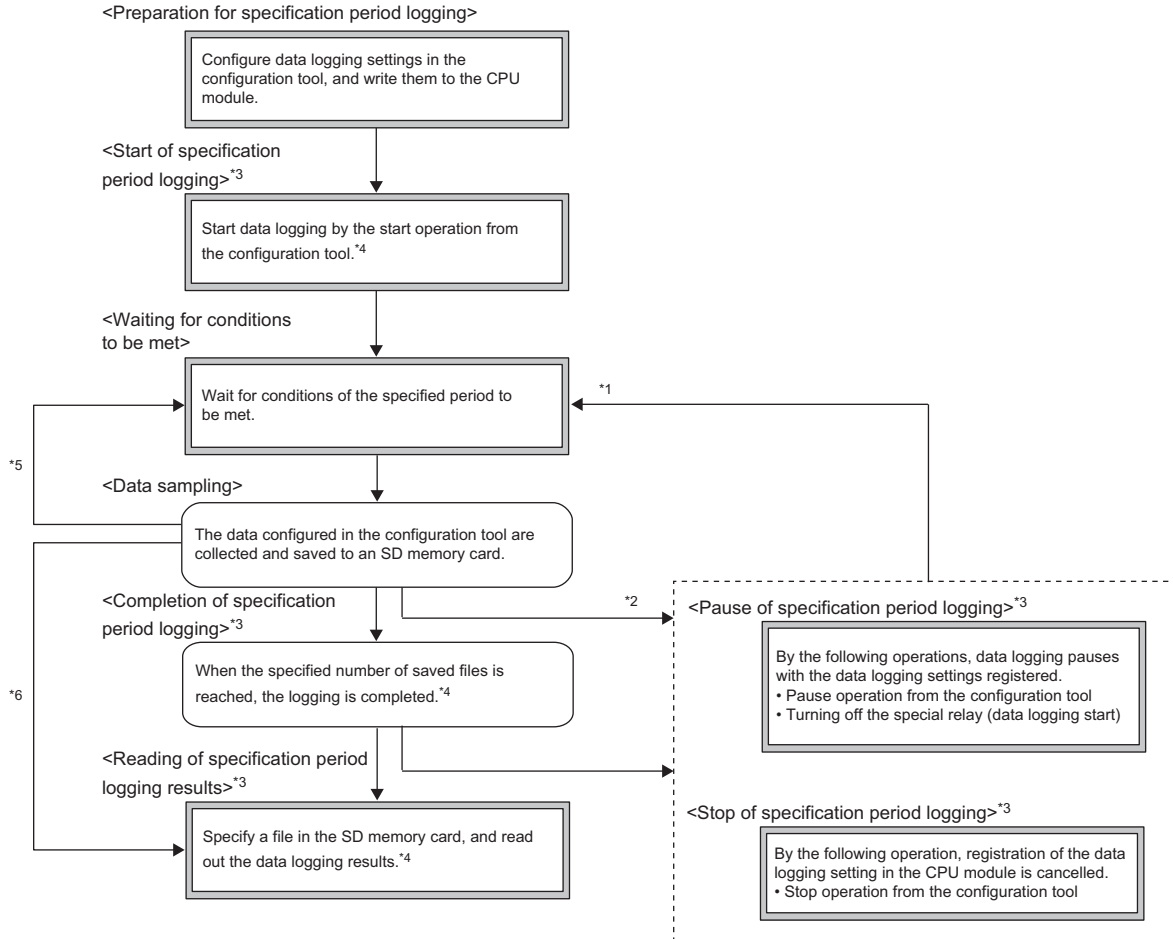 <Preparation for specification period logging>
Configure data logging settings in the
configuration tool, and write them to the CPU
module.
<Start of specification
period logging>*3
Start data logging by the start operation from
the configuration tool.*4
<Waiting for conditions
to be met>
Wait for conditions of the specified period to
be met.
*1
*5
<Data sampling>
The data configured in the configuration tool are
collected and saved to an SD memory card.
<Completion of specification
period logging>*3
*2
When the specified number of saved files is
reached, the logging is completed.*4
*6
<Reading of specification period
logging results>*3
Specify a file in the SD memory card, and read
out the data logging results.*4
<Pause of specification period logging>*3
By the following operations, data logging pauses
with the data logging settings registered.
• Pause operation from the configuration tool
• Turning off the special relay (data logging start)
<Stop of specification period logging>*3
By the following operation, registration of the data
logging setting in the CPU module is cancelled.
• Stop operation from the configuration tool